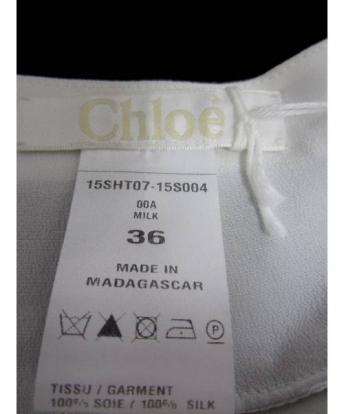 Chloé
15SHT07-15S004
00A
MILK
36
MADE IN
MADAGASCAR
P
TISSU / GARMENT
100% SOIE / 100% SILK